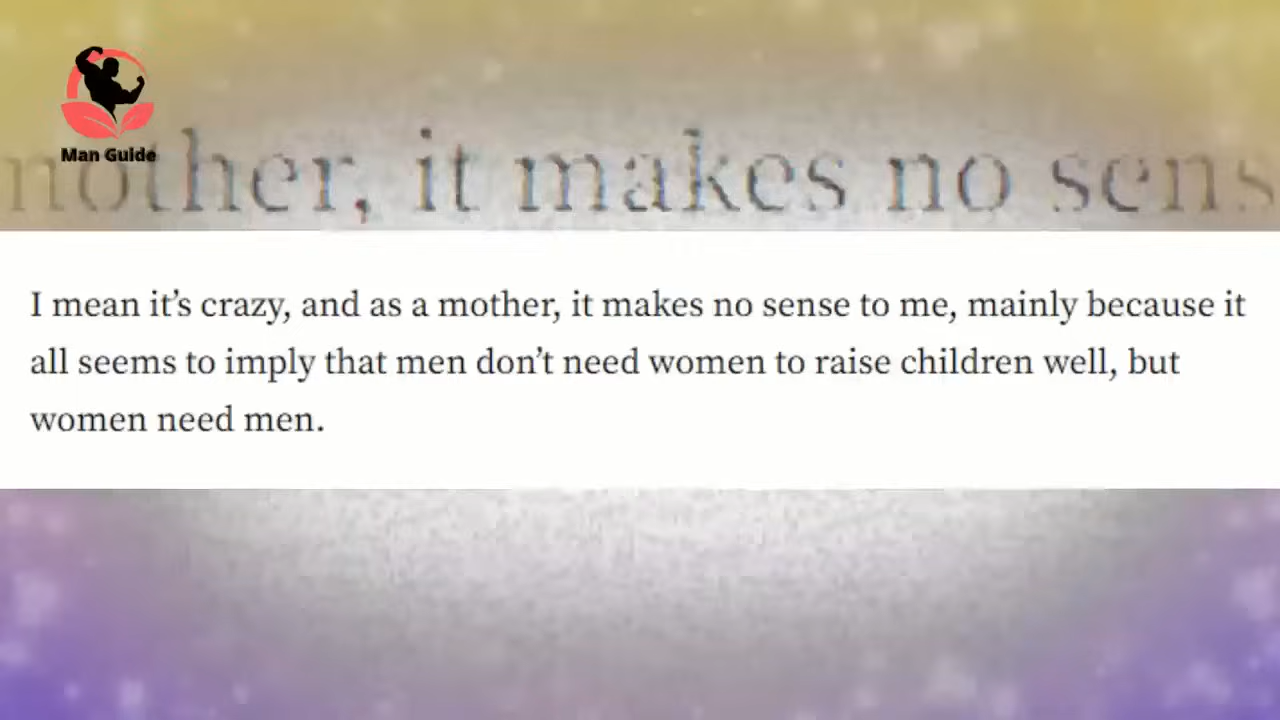 Man Guide
mother, it makes no sens
I mean it’s crazy, and as a mother, it makes no sense to me, mainly because it
all seems to imply that men don’t need women to raise children well, but
women need men.